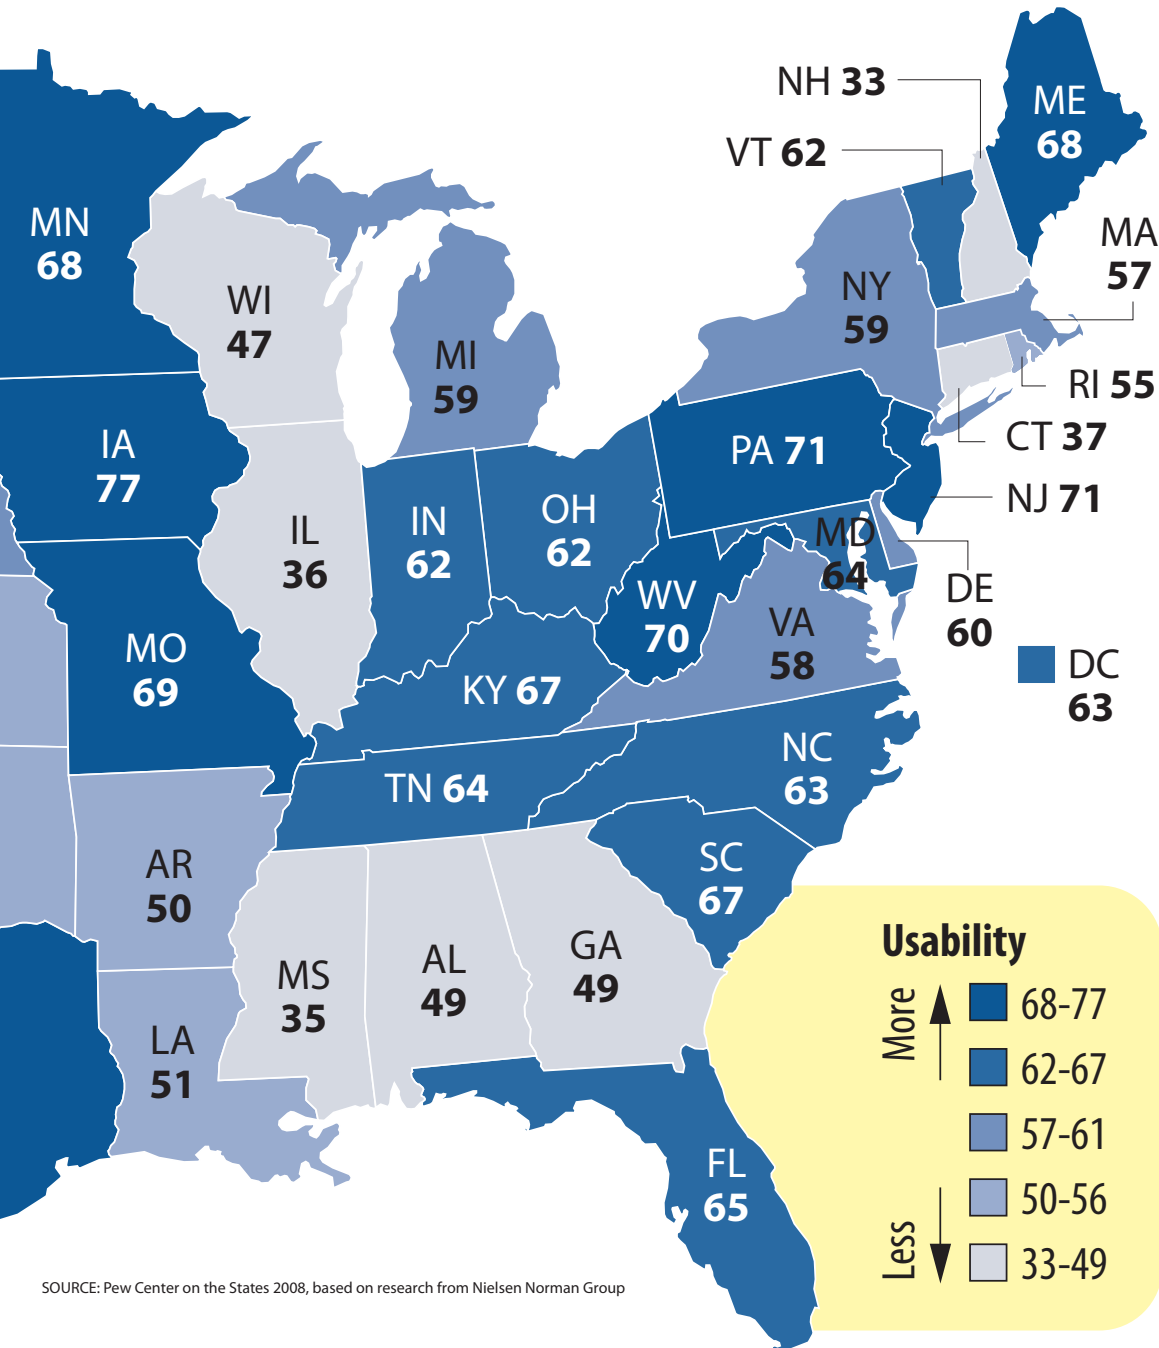 NH 33
VT 62
ME
68
MN
68
MA
57
WI
47
NY
59
MI
59
RI 55
IA
77
PA 71
CT 37
NJ 71
IL
36
IN
62
OH
62
MD
64
DE
60
WV
70
VA
58
MO
69
KY 67
DC
63
NC
63
TN 64
AR
50
SC
67
MS
35
AL
49
GA
49
LA
51
FL
65
Usability
More
68-77
62-67
57-61
50-56
Less
33-49
SOURCE: Pew Center on the States 2008, based on research from Nielsen Norman Group